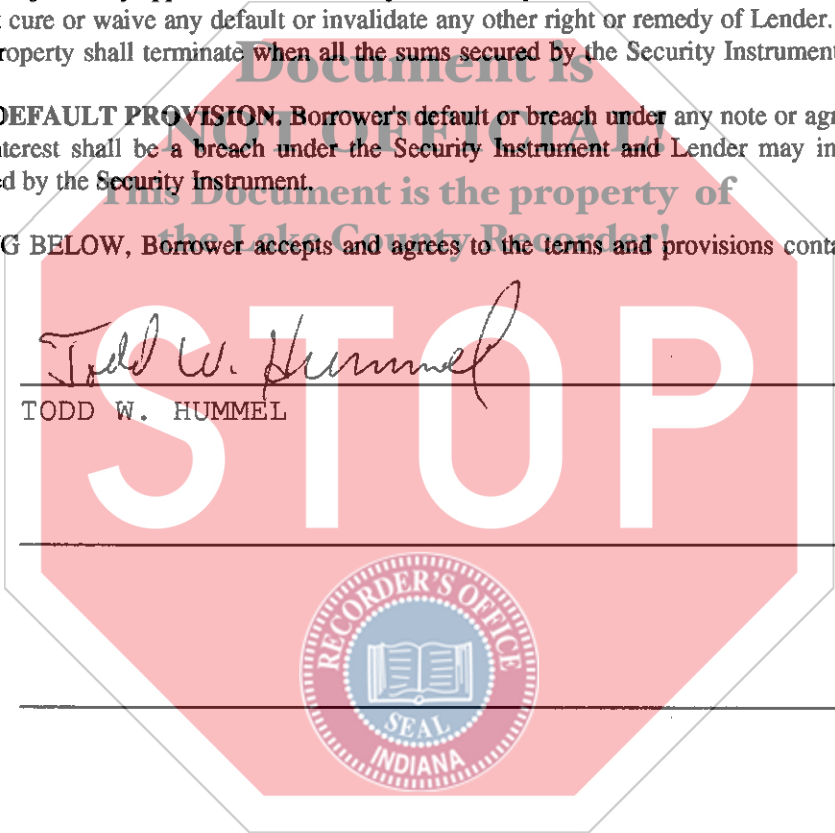 cure or waive any default or invalidate any other right or remedy of Lender.
roperty shall terminate when all the sums secured by the Security Instrument
Document is
DEFAULT PROVISION. Borrower's default or breach under any note or agr
NOT OFFICIAL!
nterest shall be a breach under the Security Instrument and Lender may in
d by the Security Instrument.
This Document is the property of
the Lake County Recorder!
G BELOW, Borrower accepts and agrees to the terms and provisions conta
STOP
Todd W. Hummel
TODD W. HUMMEL
RECORDER'S OFFICE
SEAL
INDIANA